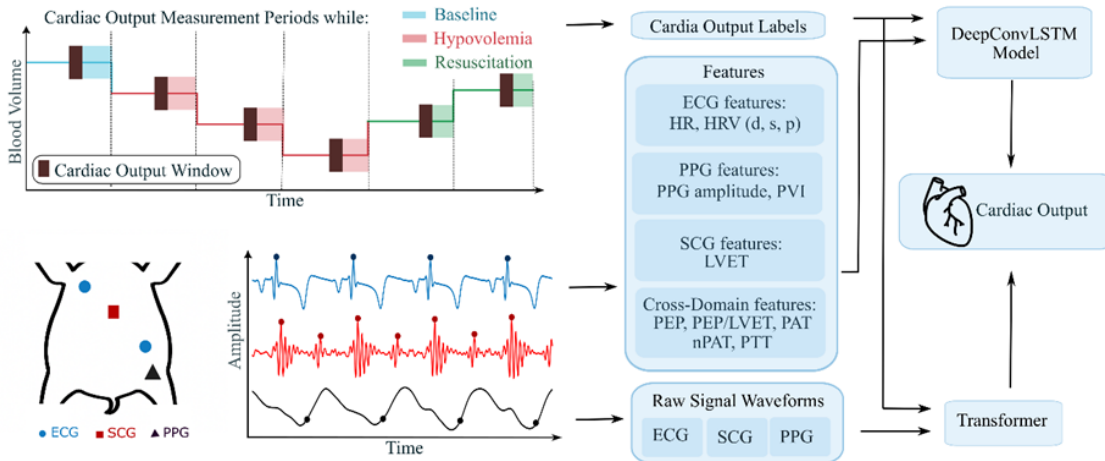 Cardiac Output Measurement Periods while:
Baseline
Hypovolemia
Resuscitation
Blood Volume
Cardiac Output Window
Time
ECG
SCG
PPG
Amplitude
Time
Cardia Output Labels
Features
ECG features:
HR, HRV (d, s, p)
PPG features:
PPG amplitude, PVI
SCG features:
LVET
Cross-Domain features:
PEP, PEP/LVET, PAT
nPAT, PTT
Raw Signal Waveforms
ECG
SCG
PPG
DeepConvLSTM
Model
Cardiac Output
Transformer